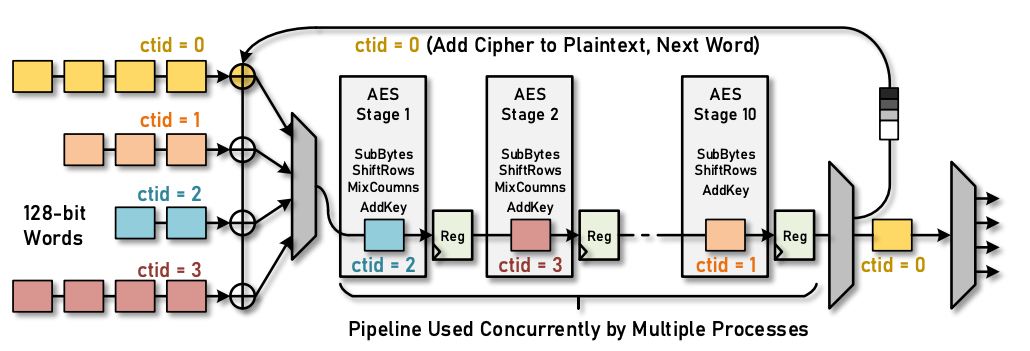 ctid = 0
ctid = 0 (Add Cipher to Plaintext, Next Word)
ctid = 1
ctid = 2
128-bit
Words
ctid = 3
AES
Stage 1
SubBytes
ShiftRows
MixCoumns
AddKey
ctid = 2
Reg
AES
Stage 2
SubBytes
ShiftRows
MixCoumns
AddKey
ctid = 3
Reg
AES
Stage 10
SubBytes
ShiftRows
AddKey
ctid = 1
Reg
ctid = 0
Pipeline Used Concurrently by Multiple Processes